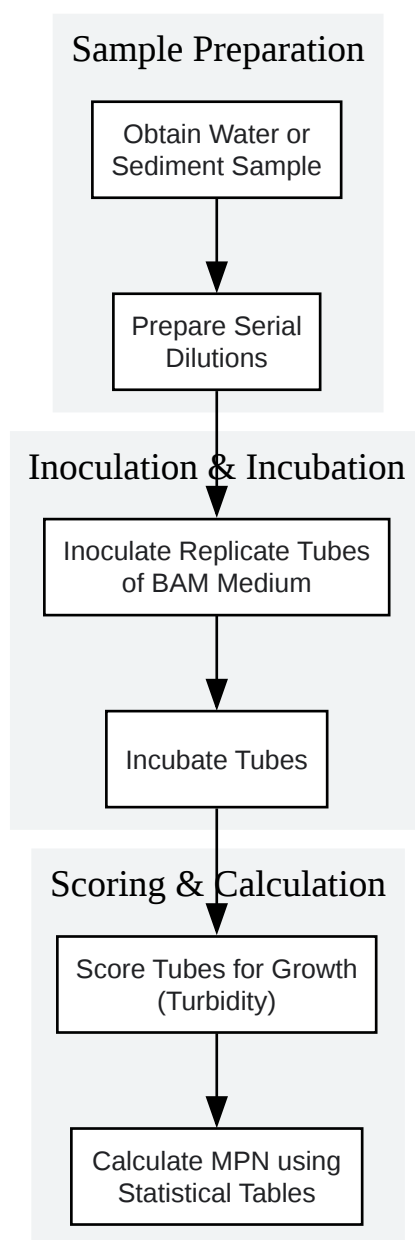 Sample Preparation
Obtain Water or
Sediment Sample
Prepare Serial
Dilutions
Inoculation & Incubation
Inoculate Replicate Tubes
of BAM Medium
Incubate Tubes
Scoring & Calculation
Score Tubes for Growth
(Turbidity)
Calculate MPN using
Statistical Tables